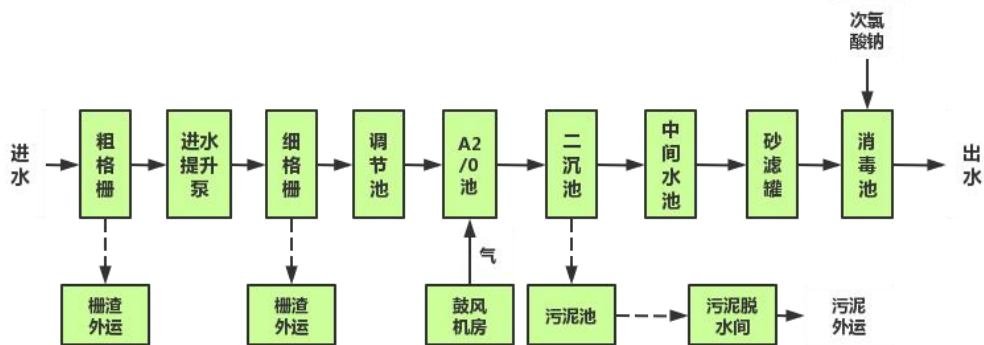 次氯
酸钠
进
水
粗
格
栅
进水
提升
泵
细
格
栅
调
节
池
A2
/0
池
二
沉
池
中
间
水
池
砂
滤
罐
消
毒
池
出
水
气
栅渣
外运
栅渣
外运
鼓风
机房
污泥池
污泥脱
水间
污泥
外运